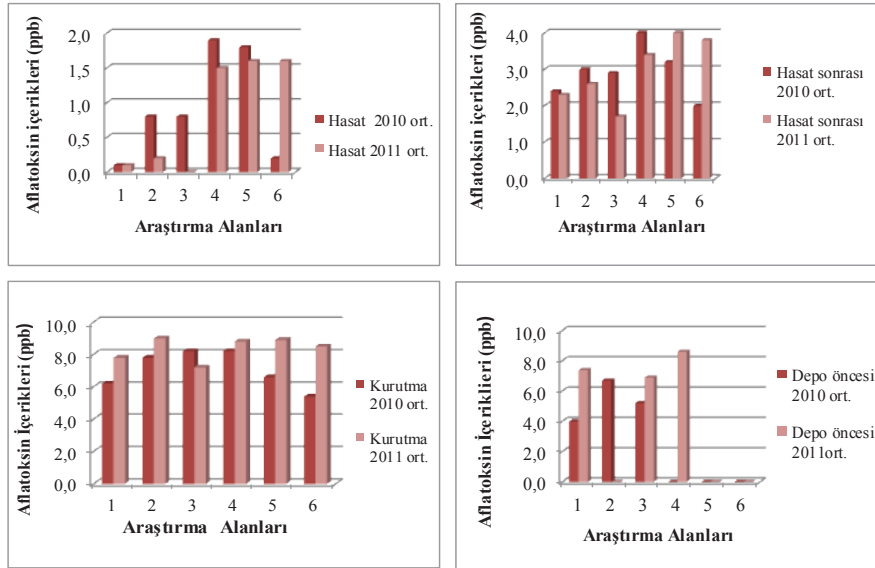 Aflatoksin içerikleri (ppb)
2,0
1,5
1,0
0,5
0,0
1 2 3 4 5 6
Araştırma Alanları
Hasat 2010 ort.
Hasat 2011 ort.
Aflatoksin içerikleri (ppb)
4,0
3,0
2,0
1,0
0,0
1 2 3 4 5 6
Araştırma Alanları
Hasat sonrası
2010 ort.
Hasat sonrası
2011 ort.
Aflatoksin İçerikleri (ppb)
10,0
8,0
6,0
4,0
2,0
0,0
1 2 3 4 5 6
Araştırma Alanları
Kurutma
2010 ort.
Kurutma
2011 ort.
Aflatoksin İçeriklieri (ppb)
10,0
8,0
6,0
4,0
2,0
0,0
1 2 3 4 5 6
Araştırma Alanları
Depo öncesi
2010 ort.
Depo öncesi
2011ort.